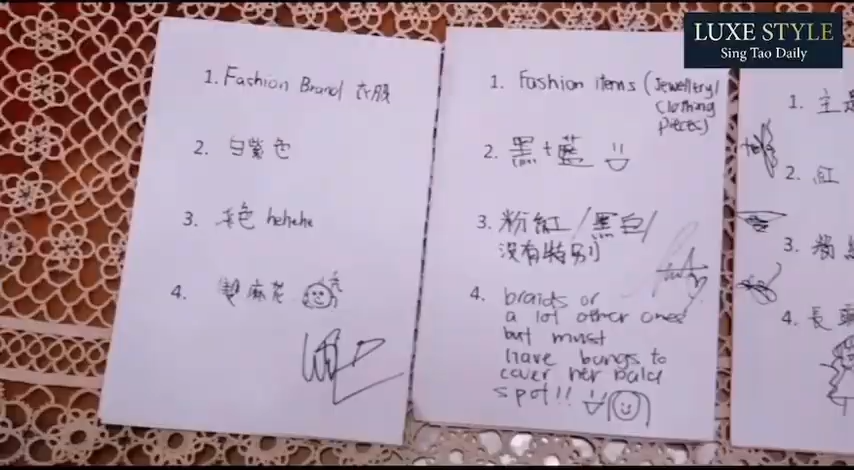 LUXE STYLE
Sing Tao Daily
1. Fashion Brand 衣服
2. 白紫色
3. 色 hehehe
4. 麻花
1. Fashion items (Jewellery/
Clothing
pieces)
2. 黑+藍
3. 粉紅/黑白/
沒有特別
4. braids or
a lot other ones
but must
have bangs to
cover her bald
spot!!
1. 主
2. 紅
3. 粉
4. 長